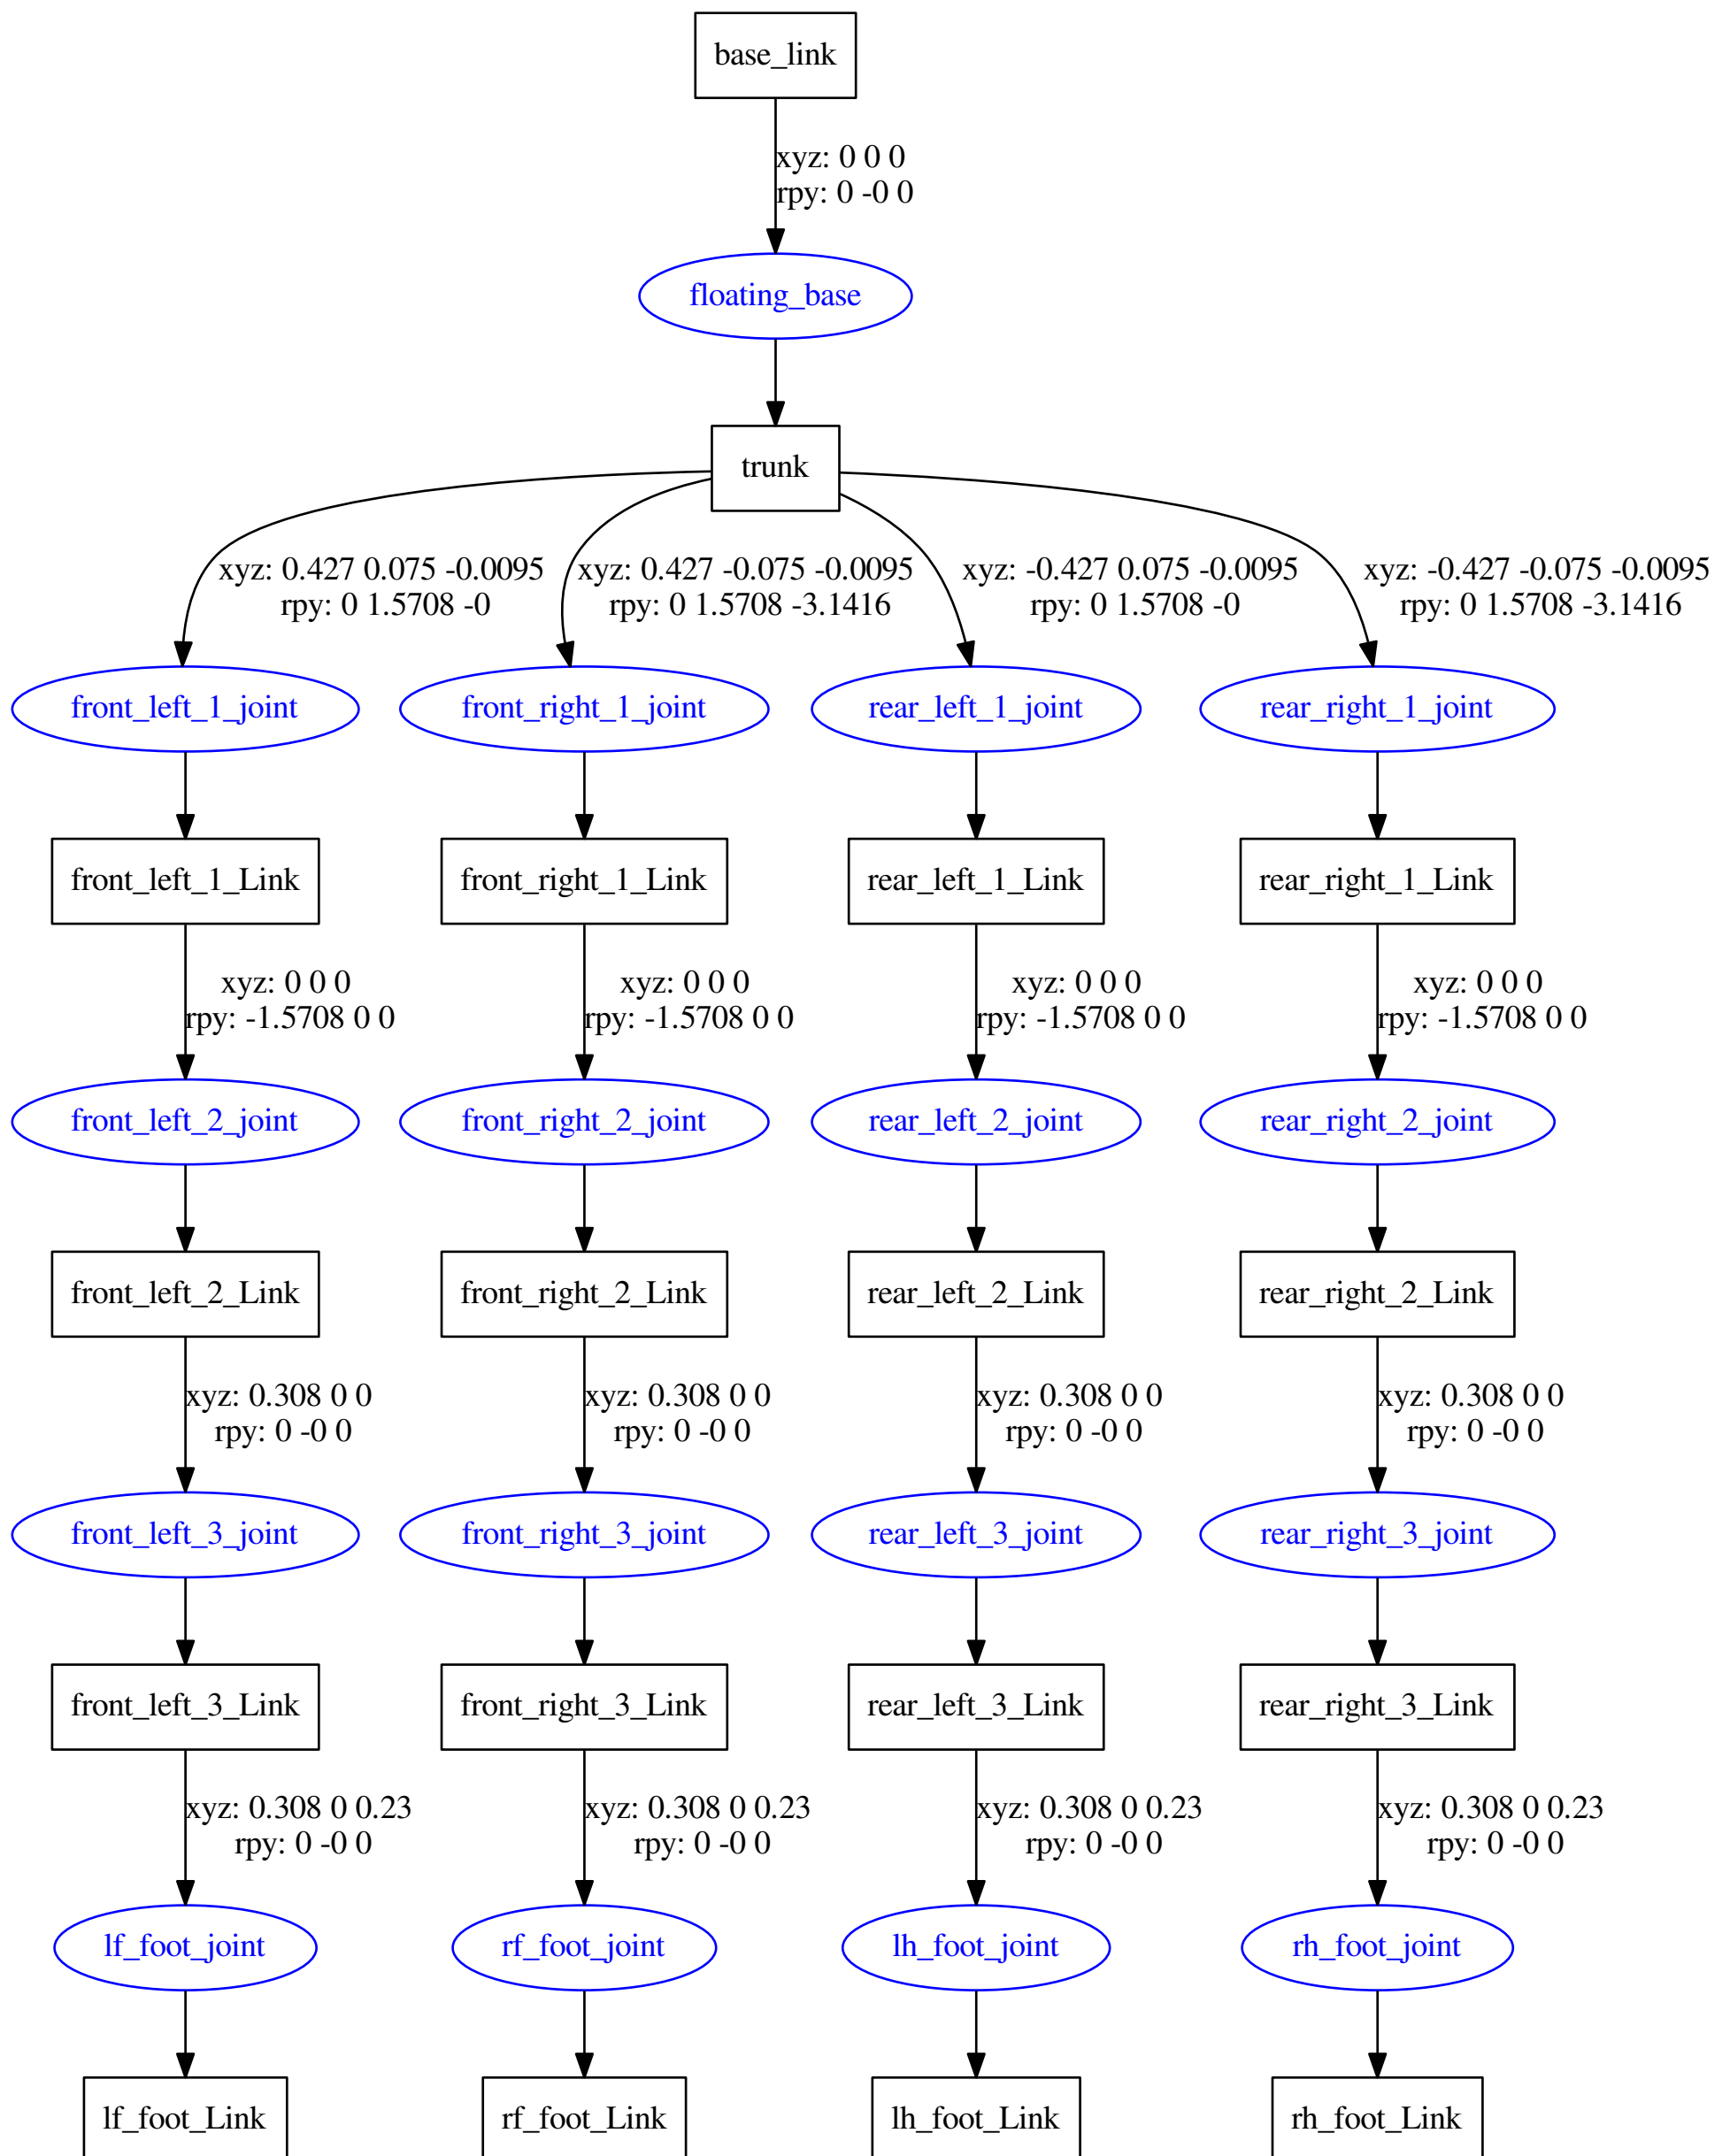 base_link
xyz: 0 0 0
rpy: 0 -0 0
floating_base
trunk
xyz: 0.427 0.075 -0.0095
rpy: 0 1.5708 -0
xyz: 0.427 -0.075 -0.0095
rpy: 0 1.5708 -3.1416
xyz: -0.427 0.075 -0.0095
rpy: 0 1.5708 -0
xyz: -0.427 -0.075 -0.0095
rpy: 0 1.5708 -3.1416
front_left_1_joint
front_right_1_joint
rear_left_1_joint
rear_right_1_joint
front_left_1_Link
front_right_1_Link
rear_left_1_Link
rear_right_1_Link
xyz: 0 0 0
rpy: -1.5708 0 0
xyz: 0 0 0
rpy: -1.5708 0 0
xyz: 0 0 0
rpy: -1.5708 0 0
xyz: 0 0 0
rpy: -1.5708 0 0
front_left_2_joint
front_right_2_joint
rear_left_2_joint
rear_right_2_joint
front_left_2_Link
front_right_2_Link
rear_left_2_Link
rear_right_2_Link
xyz: 0.308 0 0
rpy: 0 -0 0
xyz: 0.308 0 0
rpy: 0 -0 0
xyz: 0.308 0 0
rpy: 0 -0 0
xyz: 0.308 0 0
rpy: 0 -0 0
front_left_3_joint
front_right_3_joint
rear_left_3_joint
rear_right_3_joint
front_left_3_Link
front_right_3_Link
rear_left_3_Link
rear_right_3_Link
xyz: 0.308 0 0.23
rpy: 0 -0 0
xyz: 0.308 0 0.23
rpy: 0 -0 0
xyz: 0.308 0 0.23
rpy: 0 -0 0
xyz: 0.308 0 0.23
rpy: 0 -0 0
lf_foot_joint
rf_foot_joint
lh_foot_joint
rh_foot_joint
lf_foot_Link
rf_foot_Link
lh_foot_Link
rh_foot_Link